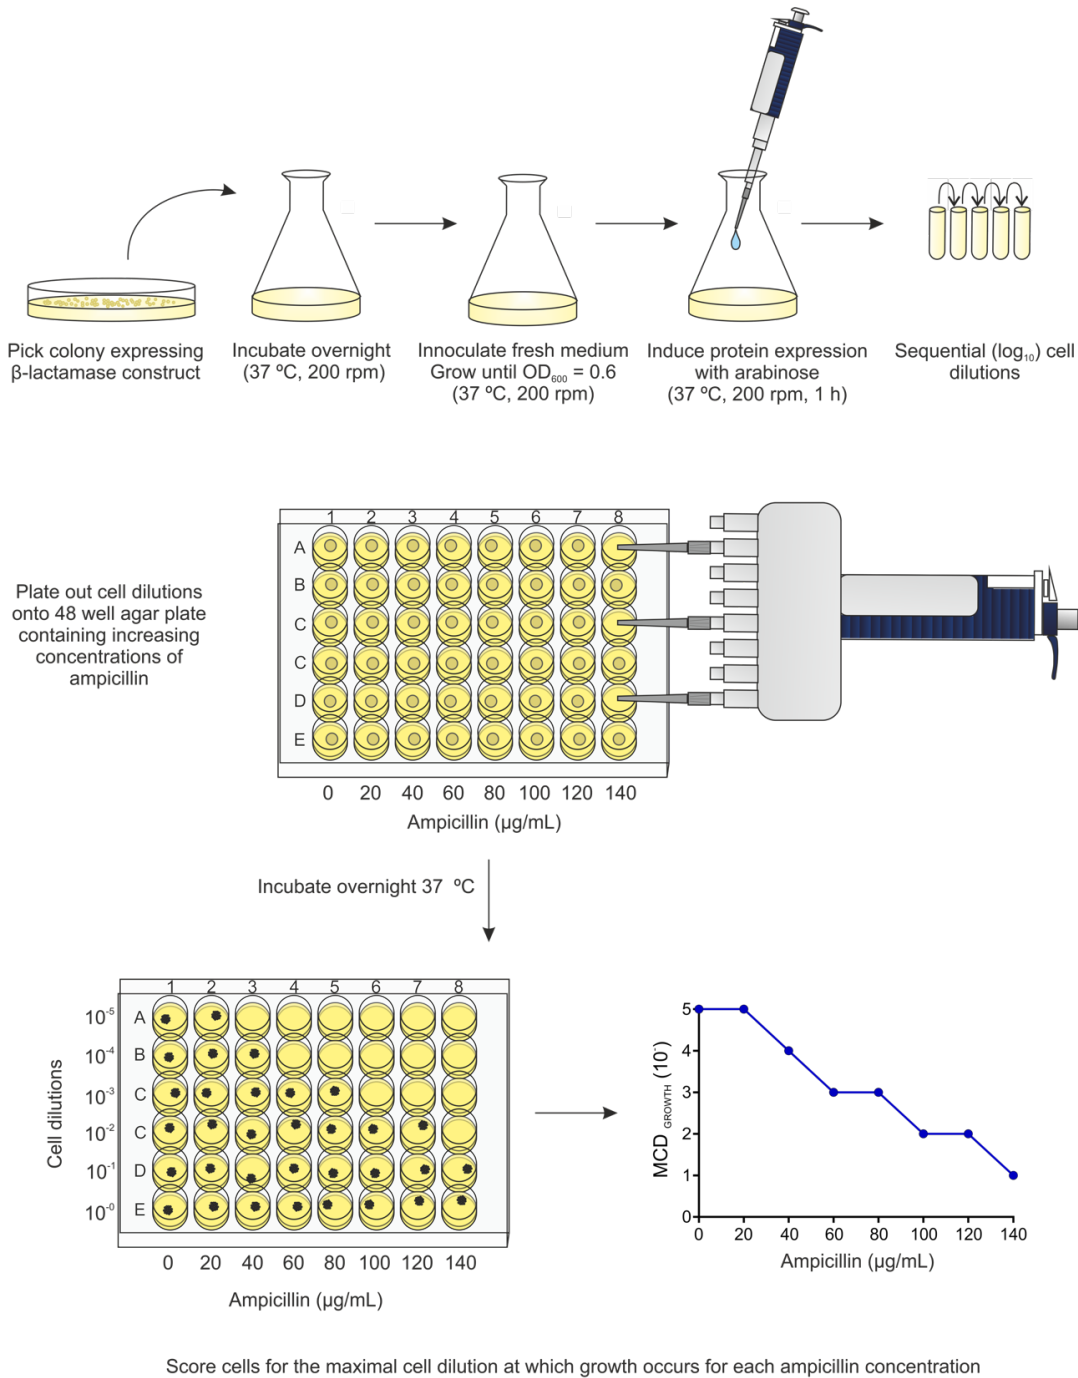 Pick colony expressing
β-lactamase construct
Incubate overnight
(37 ºC, 200 rpm)
Innoculate fresh medium
Grow until OD₆₀₀ = 0.6
(37 ºC, 200 rpm)
Induce protein expression
with arabinose
(37 ºC, 200 rpm, 1 h)
Sequential (log₁₀) cell
dilutions
Plate out cell dilutions
onto 48 well agar plate
containing increasing
concentrations of
ampicillin
1 2 3 4 5 6 7 8
A
B
C
C
D
E
0 20 40 60 80 100 120 140
Ampicillin (µg/mL)
Incubate overnight 37 ºC
1 2 3 4 5 6 7 8
Cell dilutions
10⁻⁵ A
10⁻⁴ B
10⁻³ C
10⁻² C
10⁻¹ D
10⁻⁰ E
0 20 40 60 80 100 120 140
Ampicillin (µg/mL)
MCD GROWTH (10⁻)
5
4
3
2
1
0
0 20 40 60 80 100 120 140
Ampicillin (µg/mL)
Score cells for the maximal cell dilution at which growth occurs for each ampicillin concentration